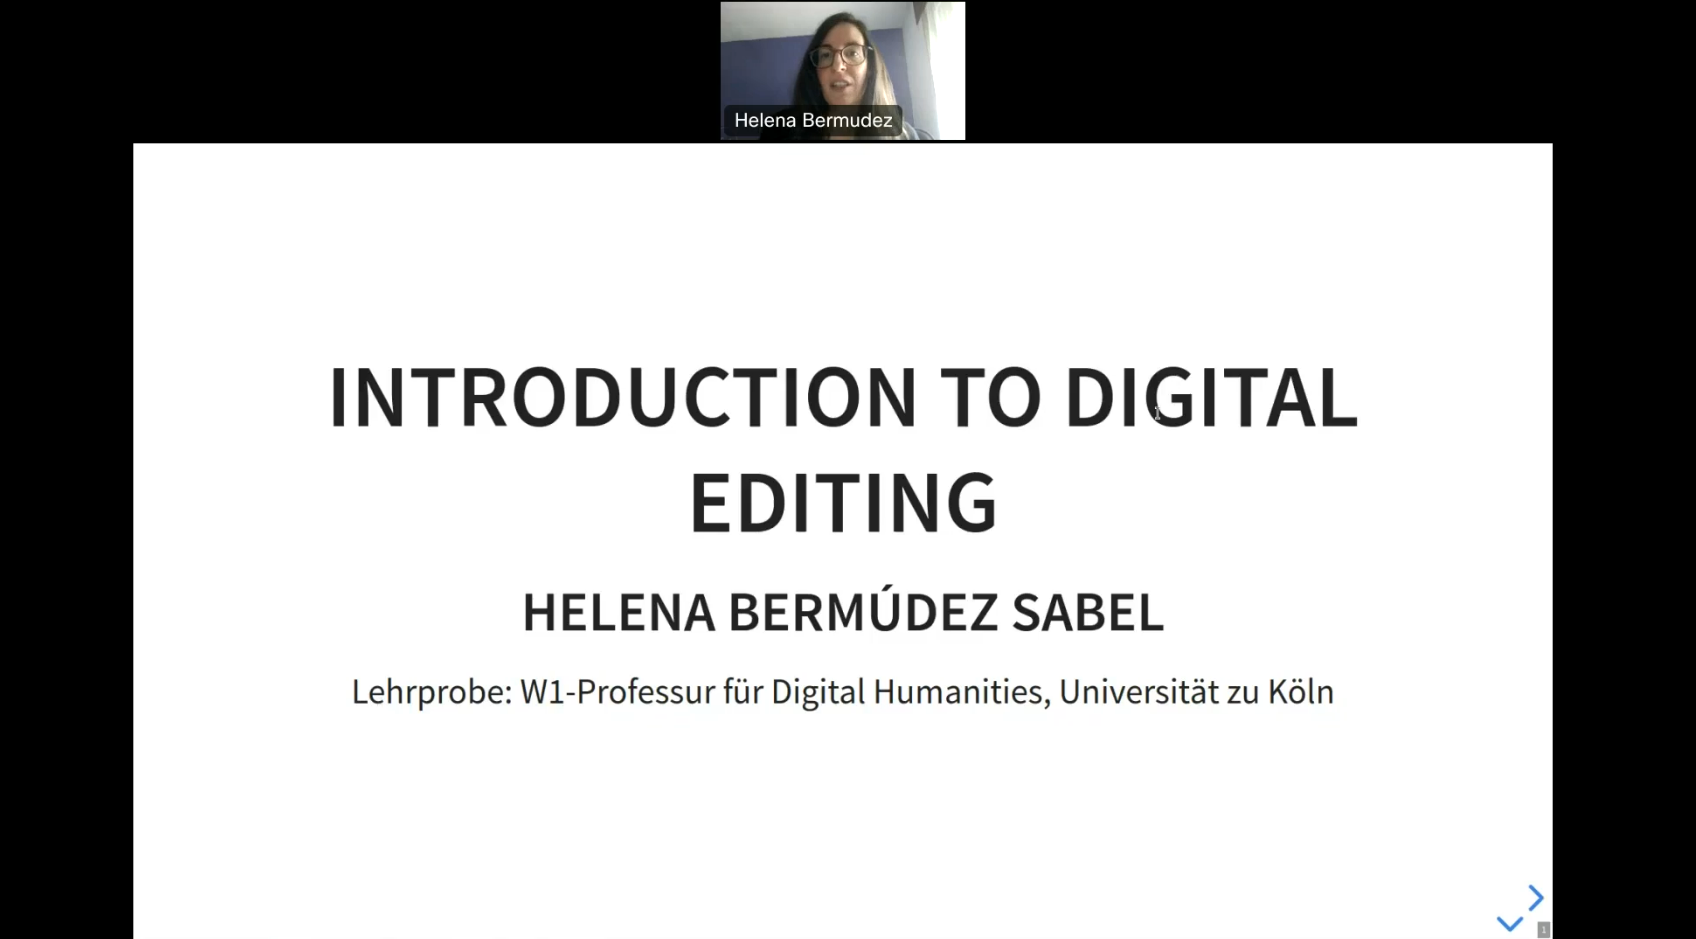 Helena Bermudez
INTRODUCTION TO DIGITAL
EDITING
HELENA BERMÚDEZ SABEL
Lehrprobe: W1-Professur für Digital Humanities, Universität zu Köln
1